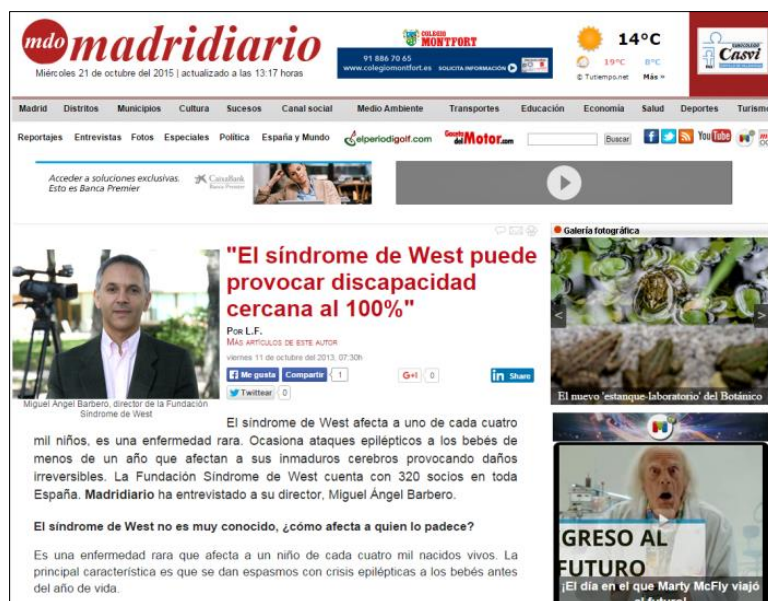 mdo madridiario
Miércoles 21 de octubre del 2015 | actualizado a las 13:17 horas
COLEGIO
MONTFORT
91 886 70 65
www.colegiomontfort.es SOLICITA INFORMACIÓN
14°C
19°C 8°C
© Tutiempo.net Más »
Casvi
Madrid Distritos Municipios Cultura Sucesos Canal social Medio Ambiente Transportes Educación Economía Salud Deportes Turismo
Reportajes Entrevistas Fotos Especiales Política España y Mundo elperiodigolf.com Gaceta del Motor.com Buscar You Tube
Acceder a soluciones exclusivas.
Esto es Banca Premier
CaixaBank
Banca Premier
"El síndrome de West puede
provocar discapacidad
cercana al 100%"
POR L.F.
MÁS ARTÍCULOS DE ESTE AUTOR
viernes 11 de octubre del 2013, 07:30h
Me gusta Compartir 1 G+1 0 in Share
Twittear 0
Miguel Ángel Barbero, director de la Fundación
Síndrome de West
El síndrome de West afecta a uno de cada cuatro
mil niños, es una enfermedad rara. Ocasiona ataques epilépticos a los bebés de
menos de un año que afectan a sus inmaduros cerebros provocando daños
irreversibles. La Fundación Síndrome de West cuenta con 320 socios en toda
España. Madridiario ha entrevistado a su director, Miguel Ángel Barbero.
El síndrome de West no es muy conocido, ¿cómo afecta a quien lo padece?
Es una enfermedad rara que afecta a un niño de cada cuatro mil nacidos vivos. La
principal característica es que se dan espasmos con crisis epilépticas a los bebés antes
del año de vida.
Galería fotográfica
El nuevo 'estanque-laboratorio' del Botánico
GRESO AL
FUTURO
¡El día en el que Marty McFly viajó
al futuro!